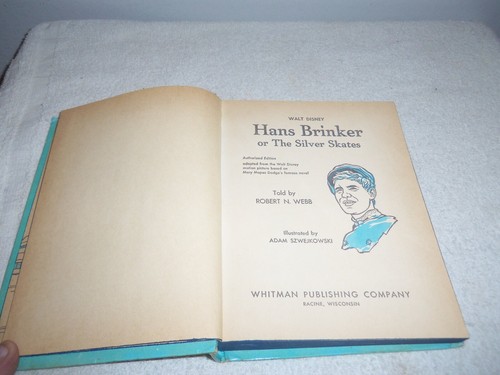 WALT DISNEY
Hans Brinker
or The Silver Skates
Authorized Edition
adapted from the Walt Disney
motion picture based on
Mary Mapes Dodge's famous novel
Told by
ROBERT N. WEBB
Illustrated by
ADAM SZWEJKOWSKI
WHITMAN PUBLISHING COMPANY
RACINE, WISCONSIN